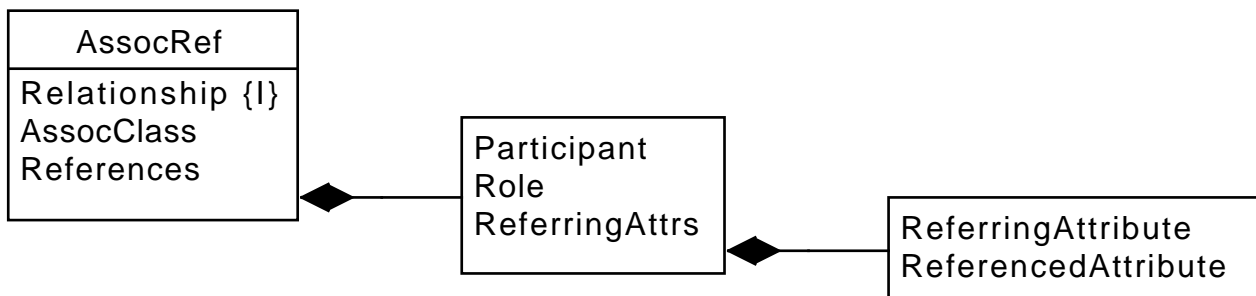 AssocRef
Relationship {I}
AssocClass
References
Participant
Role
ReferringAttrs
ReferringAttribute
ReferencedAttribute